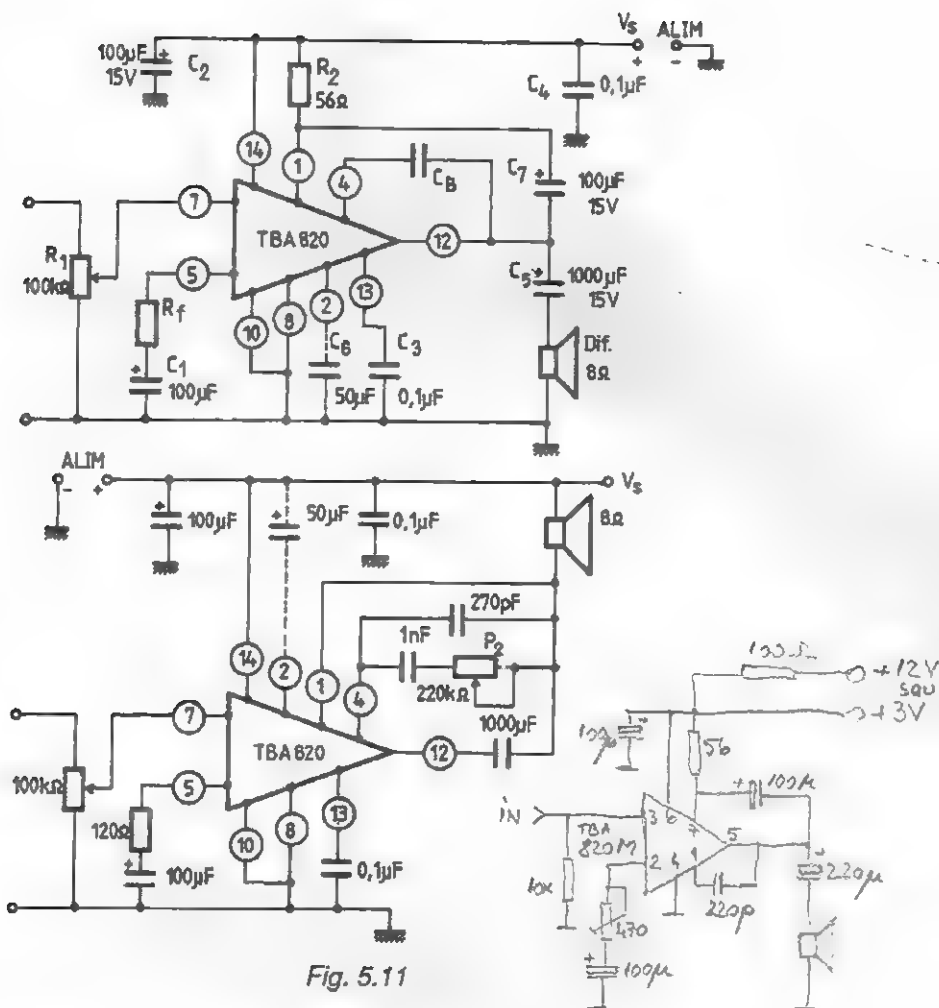 Vs ALIM
+ -
100µF
15V
C2
R2
56Ω
C4
0,1µF
14
1
4
CB
C7
100µF
15V
7
TBA 820
12
R1
100kΩ
5
Rf
C1
100µF
10
8
2
13
C6
50µF
C3
0,1µF
C5
1000µF
15V
Dif.
8Ω
ALIM
- +
Vs
100µF
50µF
0,1µF
8Ω
270pF
1nF
P2
220kΩ
1000µF
14
2
1
4
7
TBA 820
12
100kΩ
5
120Ω
100µF
10
8
13
0,1µF
Fig. 5.11
100Ω
+12V
+3V
100µ
56
100µ
iN
3 6 7
TBA
820M
5
2 4 1
10K
220p
220µ
470
100µ